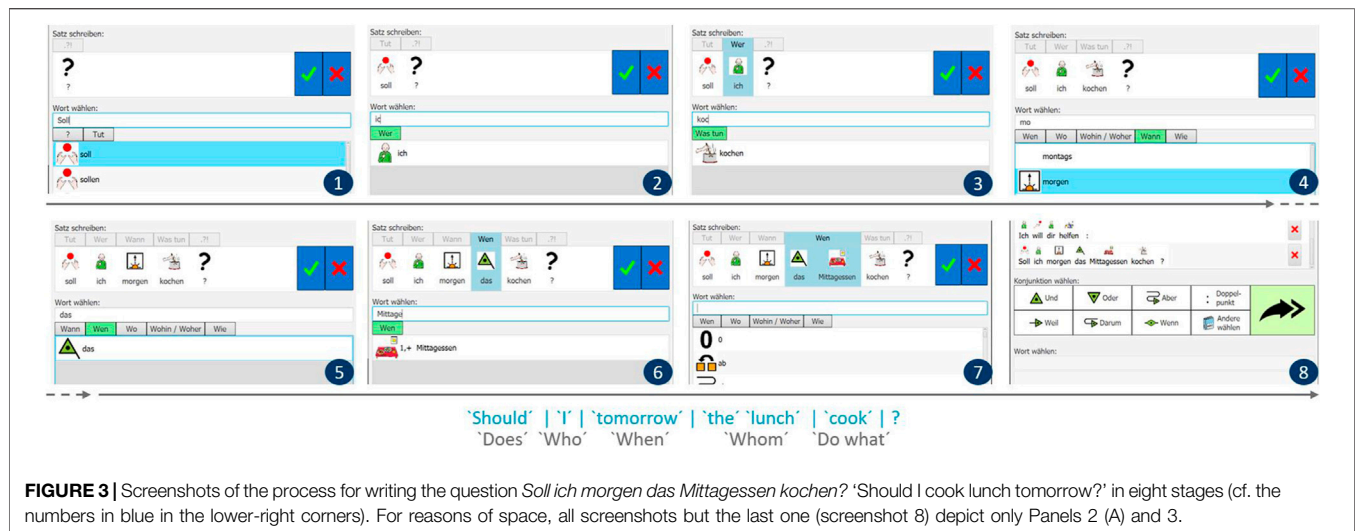 Satz schreiben:
.?!
?
?
Wort wählen:
Soll
? Tut
soll
sollen
1
Satz schreiben:
Tut .?!
?
soll ?
Wort wählen:
ic
Wer
ich
2
Satz schreiben:
Tut Wer .?!
?
soll ich ?
Wort wählen:
koc
Was tun
kochen
3
Satz schreiben:
Tut Wer Was tun .?!
?
soll ich kochen ?
Wort wählen:
mo
Wen Wo Wohin / Woher Wann Wie
montags
morgen
4
Satz schreiben:
Tut Wer Wann Was tun .?!
?
soll ich morgen kochen ?
Wort wählen:
das
Wann Wen Wo Wohin / Woher Wie
das
5
Satz schreiben:
Tut Wer Wann Wen Was tun .?!
?
soll ich morgen das kochen ?
Wort wählen:
Mittage
Wen
1,+ Mittagessen
6
Satz schreiben:
Tut Wer Wann Wen Was tun .?!
?
soll ich morgen das Mittagessen kochen ?
Wort wählen:
Wen Wo Wohin / Woher Wie
0 0
ab
7
Ich will dir helfen :
Soll ich morgen das Mittagessen kochen ?
Konjunktion wählen:
Und Oder Aber : Doppel-
punkt
Weil Darum Wenn Andere
wählen
Wort wählen:
8
`Should´ | `I´ | `tomorrow´ | `the´ `lunch´ | `cook´ | ?
`Does´ `Who´ `When´ `Whom´ `Do what´
FIGURE 3 | Screenshots of the process for writing the question Soll ich morgen das Mittagessen kochen? ‘Should I cook lunch tomorrow?’ in eight stages (cf. the
numbers in blue in the lower-right corners). For reasons of space, all screenshots but the last one (screenshot 8) depict only Panels 2 (A) and 3.